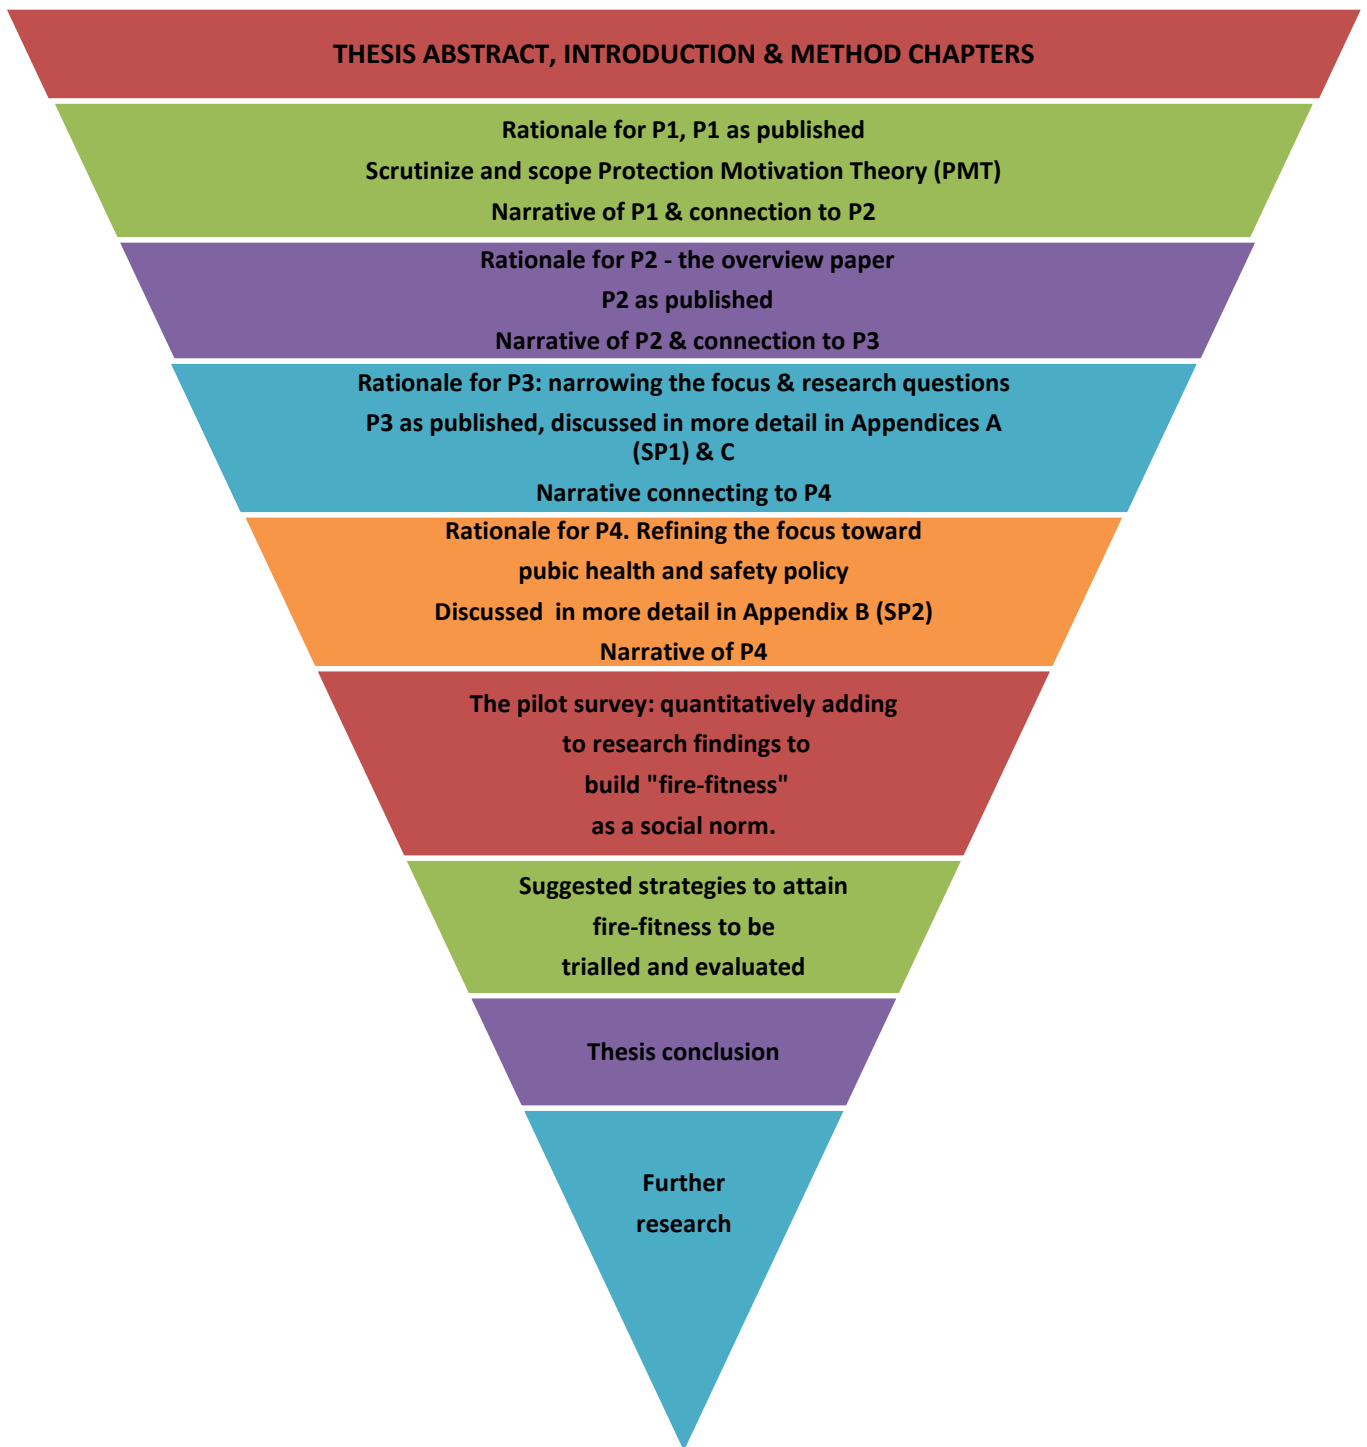 THESIS ABSTRACT, INTRODUCTION & METHOD CHAPTERS
Rationale for P1, P1 as published
Scrutinize and scope Protection Motivation Theory (PMT)
Narrative of P1 & connection to P2
Rationale for P2 - the overview paper
P2 as published
Narrative of P2 & connection to P3
Rationale for P3: narrowing the focus & research questions
P3 as published, discussed in more detail in Appendices A
(SP1) & C
Narrative connecting to P4
Rationale for P4. Refining the focus toward
pubic health and safety policy
Discussed  in more detail in Appendix B (SP2)
Narrative of P4
The pilot survey: quantitatively adding
to research findings to
build "fire-fitness"
as a social norm.
Suggested strategies to attain
fire-fitness to be
trialled and evaluated
Thesis conclusion
Further
research